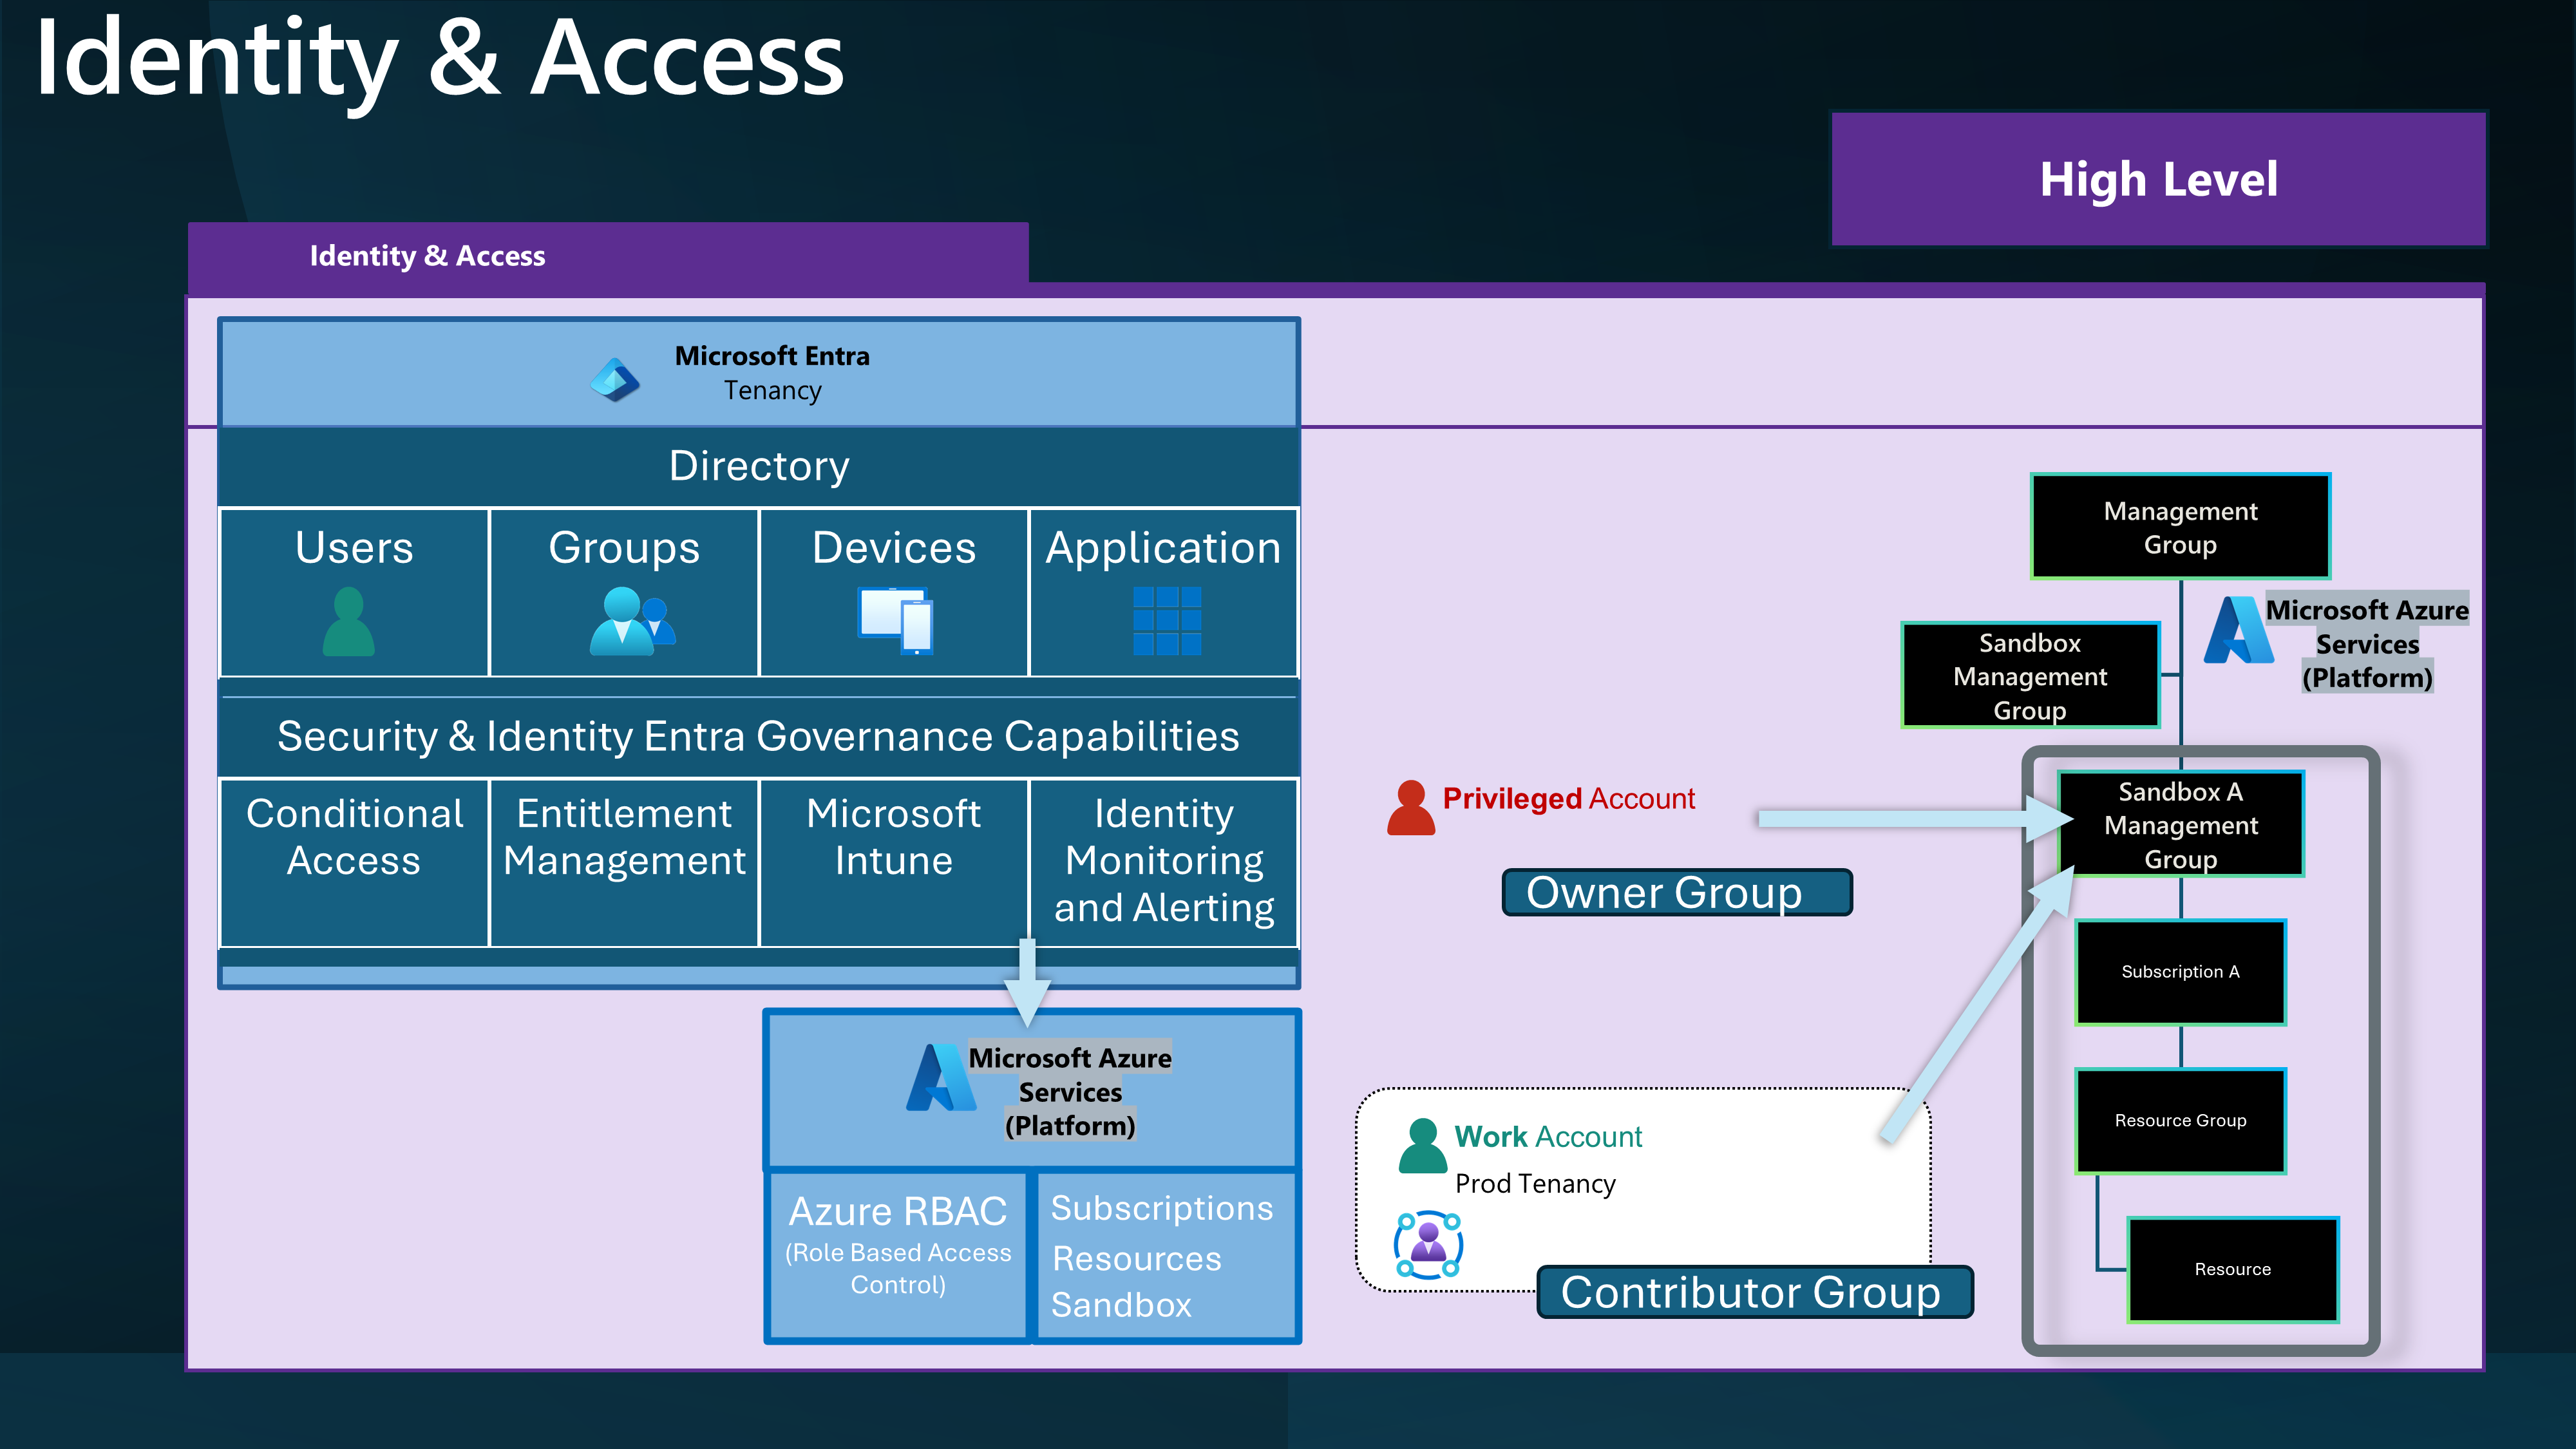 Identity & Access
High Level
Identity & Access
Microsoft Entra
Tenancy
Directory
Users
Groups
Devices
Application
Security & Identity Entra Governance Capabilities
Conditional
Access
Entitlement
Management
Microsoft
Intune
Identity
Monitoring
and Alerting
Microsoft Azure
Services
(Platform)
Azure RBAC
(Role Based Access
Control)
Subscriptions
Resources
Sandbox
Privileged Account
Owner Group
Work Account
Prod Tenancy
Contributor Group
Management
Group
Microsoft Azure
Services
(Platform)
Sandbox
Management
Group
Sandbox A
Management
Group
Subscription A
Resource Group
Resource